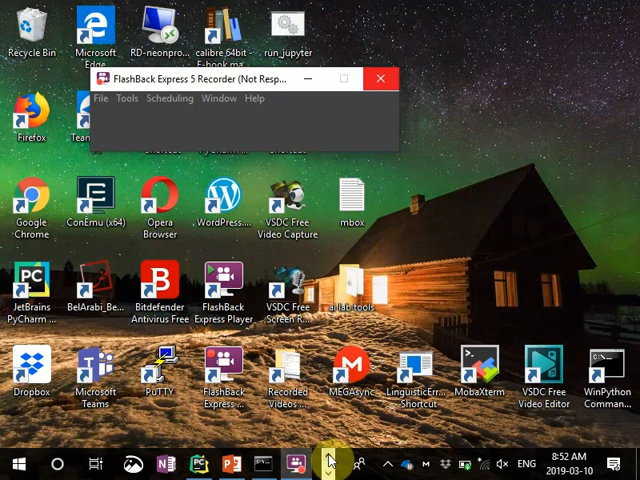 Recycle Bin
Microsoft
Edge
RD-neonpro...
calibre 64bit -
E-book ma...
run_jupyter
FlashBack Express 5 Recorder (Not Resp...
File Tools Scheduling Window Help
Firefox
Google
Chrome
ConEmu (x64)
Opera
Browser
WordPress....
VSDC Free
Video Capture
mbox
JetBrains
PyCharm ...
BelArabi_Be...
Bitdefender
Antivirus Free
FlashBack
Express Player
VSDC Free
Screen R...
ai lab tools
Dropbox
Microsoft
Teams
PuTTY
FlashBack
Express ...
Recorded
Videos ...
MEGAsync
LinguisticErr...
Shortcut
MobaXterm
VSDC Free
Video Editor
WinPython
Comman...
ENG
8:52 AM
2019-03-10